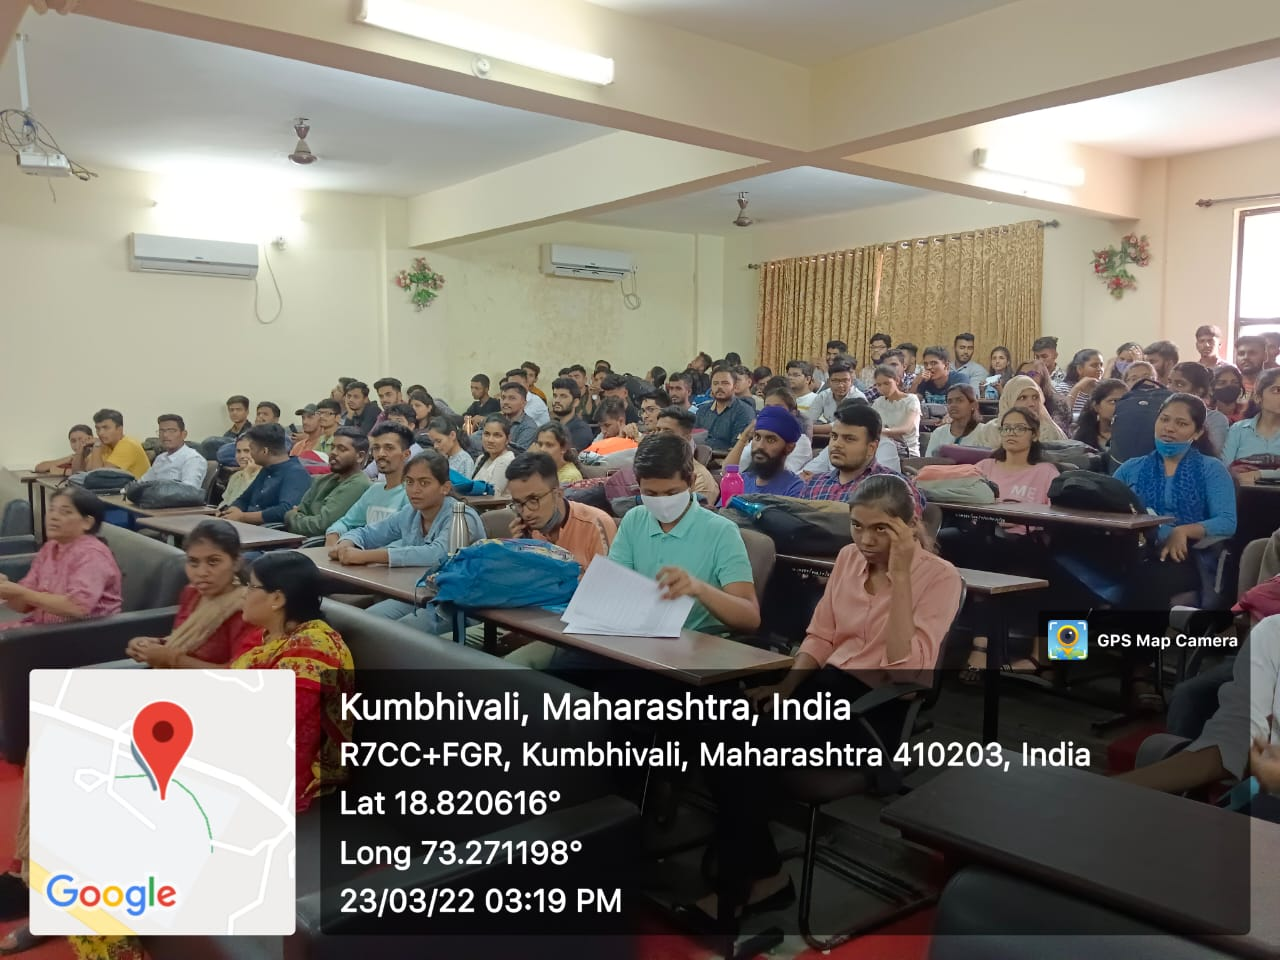 GPS Map Camera
Kumbhivali, Maharashtra, India
R7CC+FGR, Kumbhivali, Maharashtra 410203, India
Lat 18.820616°
Long 73.271198°
23/03/22 03:19 PM
Google
ME